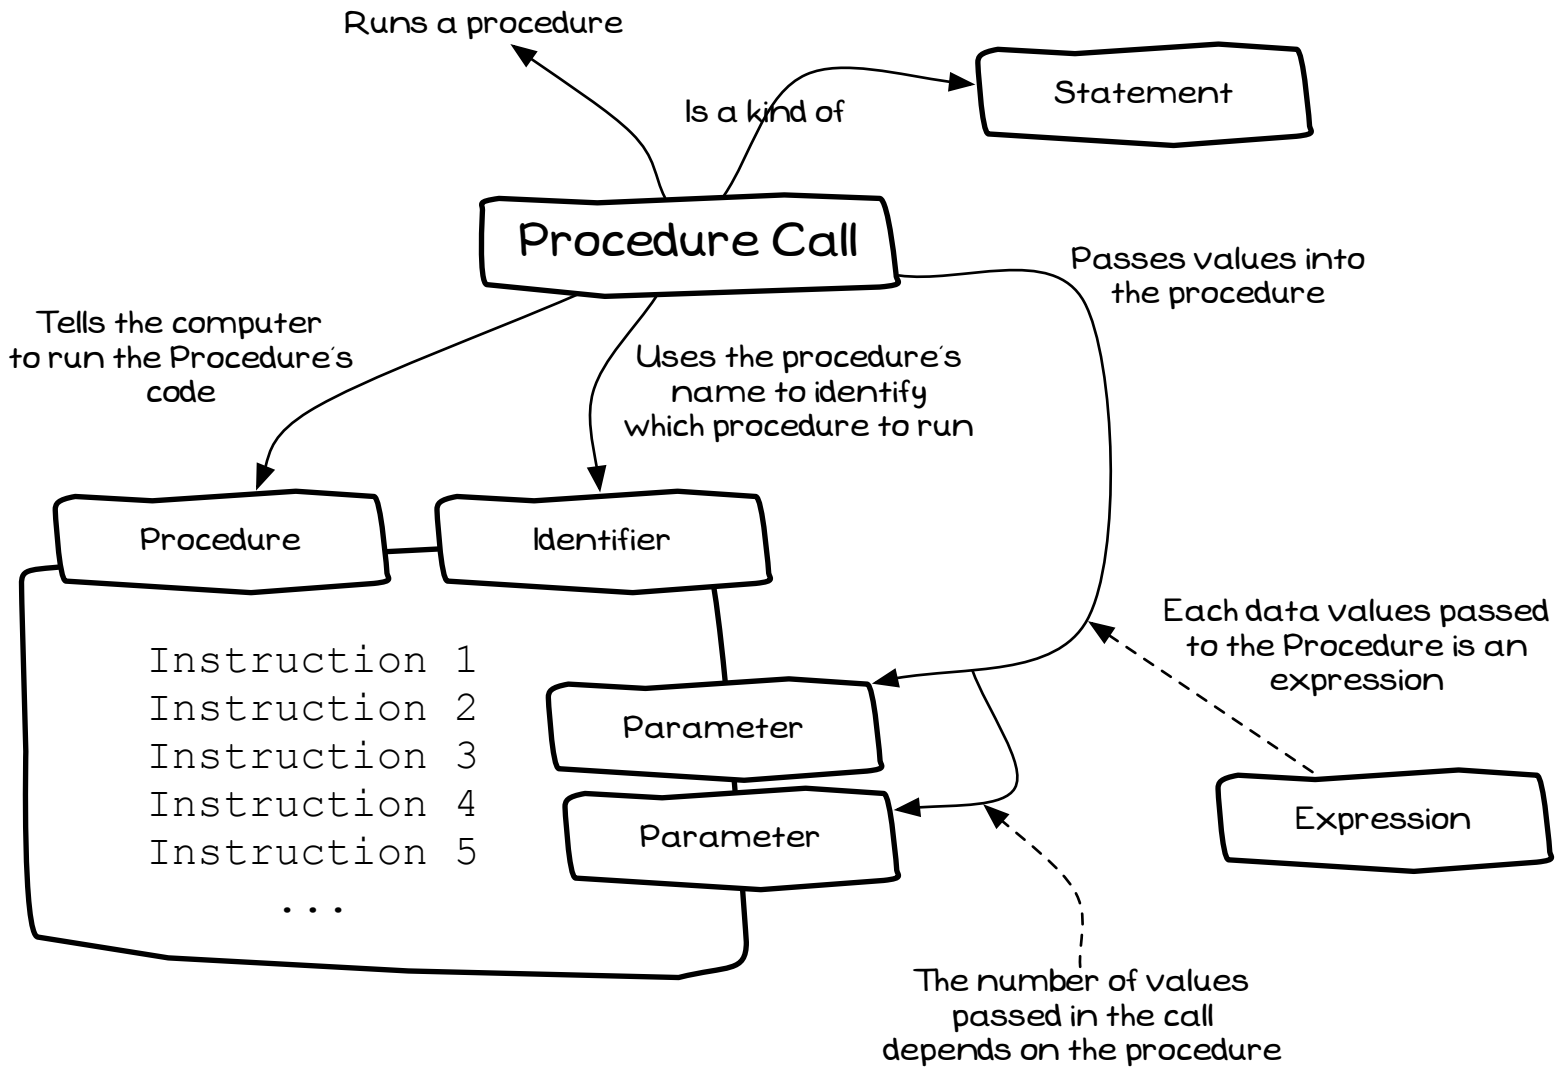 Runs a procedure
Is a kind of
Statement
Procedure Call
Passes values into
the procedure
Tells the computer
to run the Procedure's
code
Uses the procedure's
name to identify
which procedure to run
Procedure
Identifier
Instruction 1
Instruction 2
Instruction 3
Instruction 4
Instruction 5
...
Parameter
Parameter
Each data values passed
to the Procedure is an
expression
Expression
The number of values
passed in the call
depends on the procedure